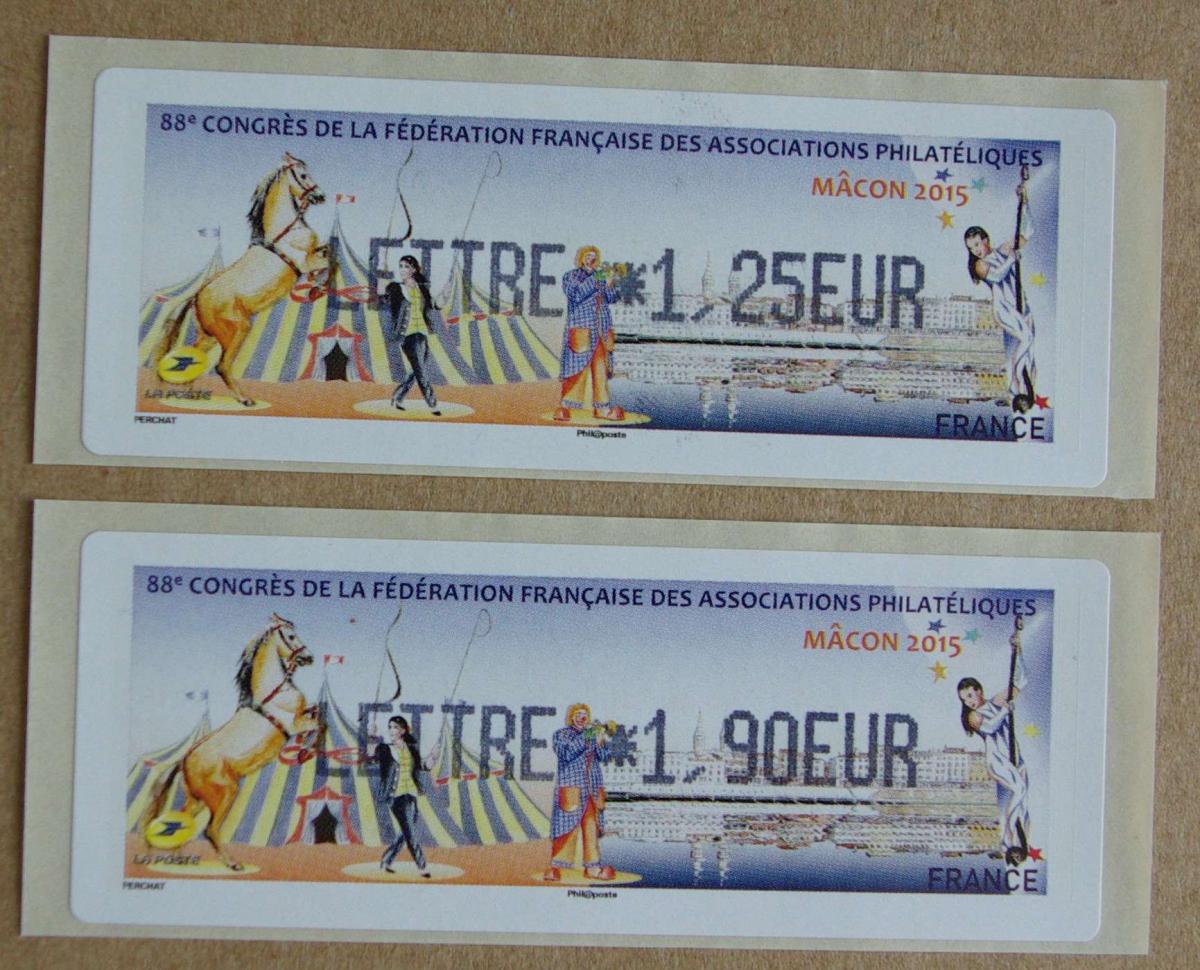 88e CONGRÈS DE LA FÉDÉRATION FRANÇAISE DES ASSOCIATIONS PHILATÉLIQUES
MÂCON 2015
LETTRE *1,25EUR
LA POSTE
FRANCE
PERCHAT
Phil@poste
88e CONGRÈS DE LA FÉDÉRATION FRANÇAISE DES ASSOCIATIONS PHILATÉLIQUES
MÂCON 2015
LETTRE *1,90EUR
LA POSTE
FRANCE
PERCHAT
Phil@poste